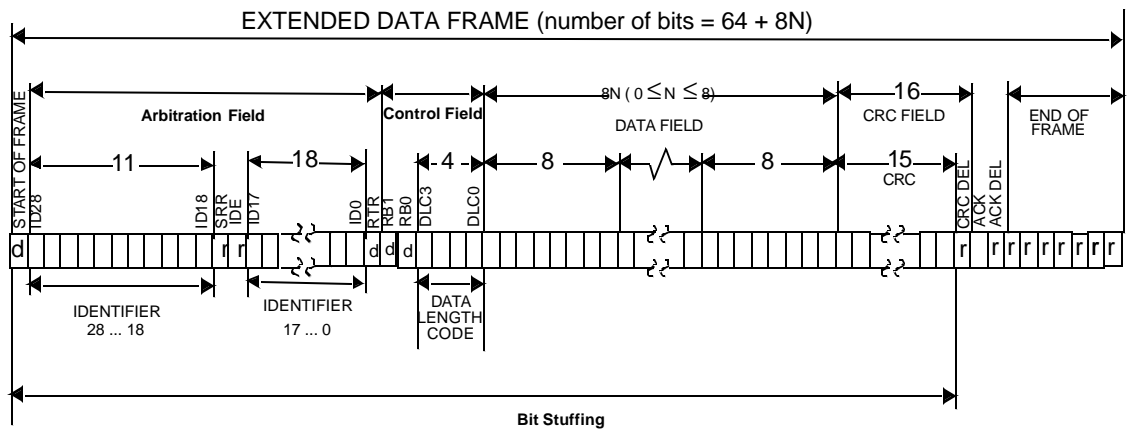 EXTENDED DATA FRAME (number of bits = 64 + 8N)
8N ( 0 ≤ N ≤ 8)
16
Arbitration Field
Control Field
DATA FIELD
CRC FIELD
END OF
FRAME
11
18
4
8
8
15
CRC
START OF FRAME
ID28
ID18
SRR
IDE
ID17
ID0
RTR
RB1
RB0
DLC3
DLC0
CRC DEL
ACK
ACK DEL
d
r
r
d
d
d
r
r
r
r
r
r
r
r
r
IDENTIFIER
28 ... 18
IDENTIFIER
17 ... 0
DATA
LENGTH
CODE
Bit Stuffing